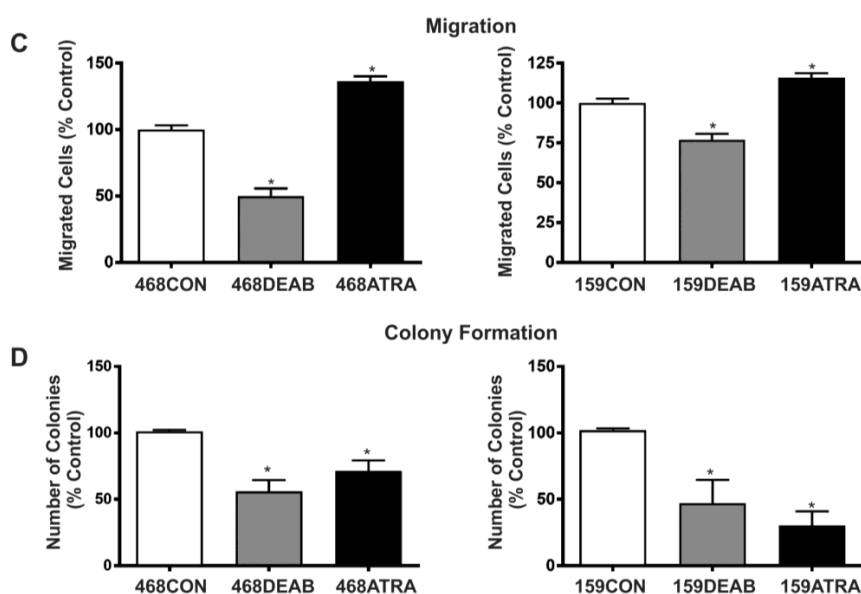 Migration
C
Migrated Cells (% Control)
150
100
50
0
*
*
468CON 468DEAB 468ATRA
Migrated Cells (% Control)
125
100
75
50
25
0
*
*
159CON 159DEAB 159ATRA
Colony Formation
D
Number of Colonies
(% Control)
150
100
50
0
*
*
468CON 468DEAB 468ATRA
Number of Colonies
(% Control)
150
100
50
0
*
*
159CON 159DEAB 159ATRA